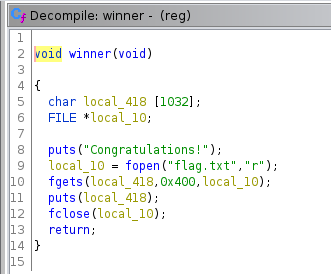 Decompile: winner - (reg)
1
2 void winner(void)
3
4 {
5 char local_418 [1032];
6 FILE *local_10;
7
8 puts("Congratulations!");
9 local_10 = fopen("flag.txt","r");
10 fgets(local_418,0x400,local_10);
11 puts(local_418);
12 fclose(local_10);
13 return;
14 }
15